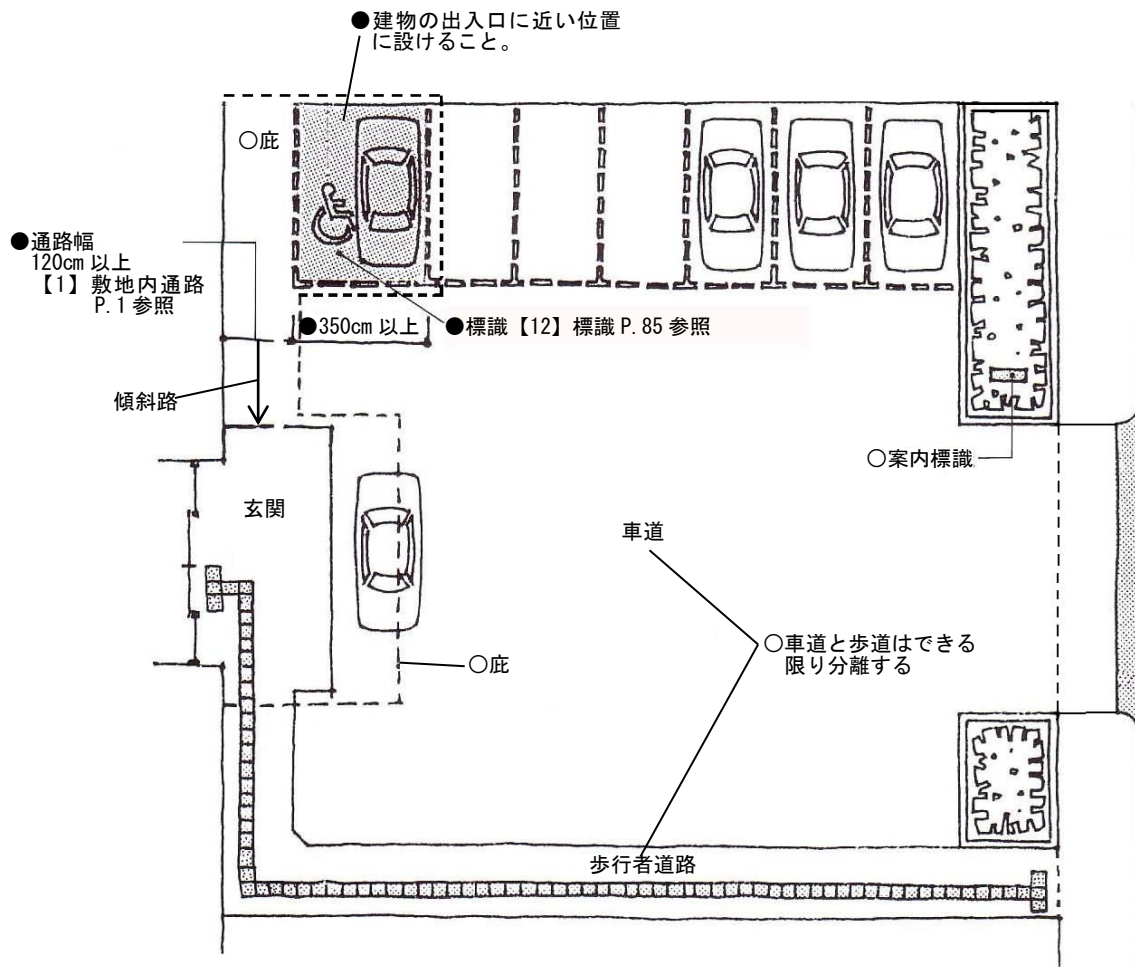 ●建物の出入口に近い位置
に設けること。
○庇
●通路幅
120cm 以上
【1】敷地内通路
P.1 参照
●350cm 以上
●標識【12】標識 P.85 参照
傾斜路
○案内標識
玄関
車道
○車道と歩道はできる
限り分離する
○庇
歩行者道路